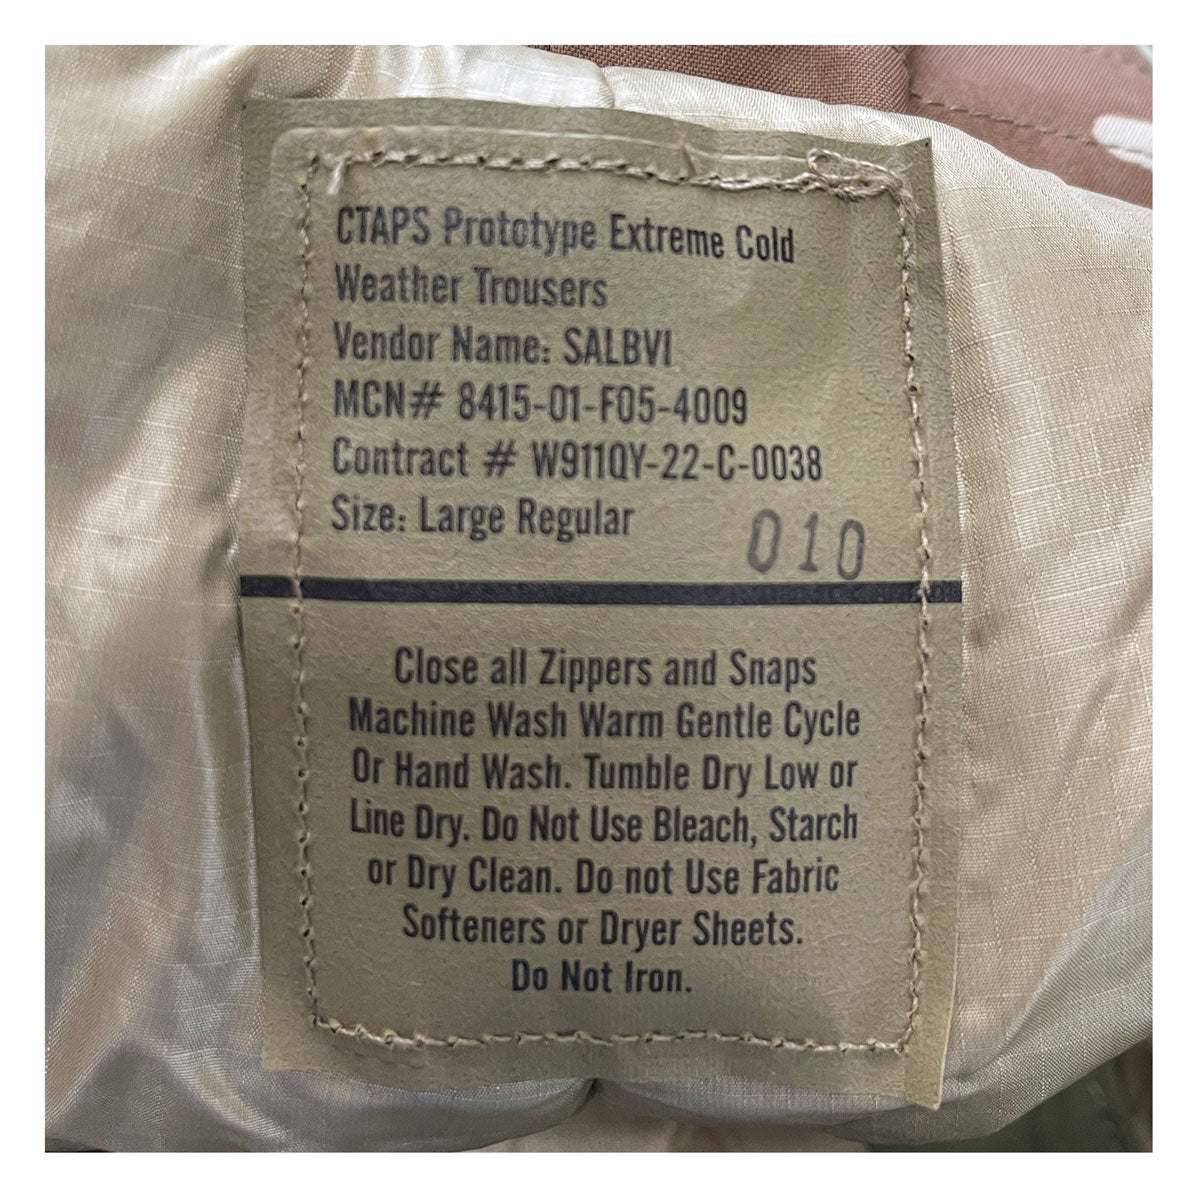 CTAPS Prototype Extreme Cold
Weather Trousers
Vendor Name: SALBVI
MCN# 8415-01-F05-4009
Contract # W911QY-22-C-0038
Size: Large Regular
010
Close all Zippers and Snaps
Machine Wash Warm Gentle Cycle
Or Hand Wash. Tumble Dry Low or
Line Dry. Do Not Use Bleach, Starch
or Dry Clean. Do not Use Fabric
Softeners or Dryer Sheets.
Do Not Iron.